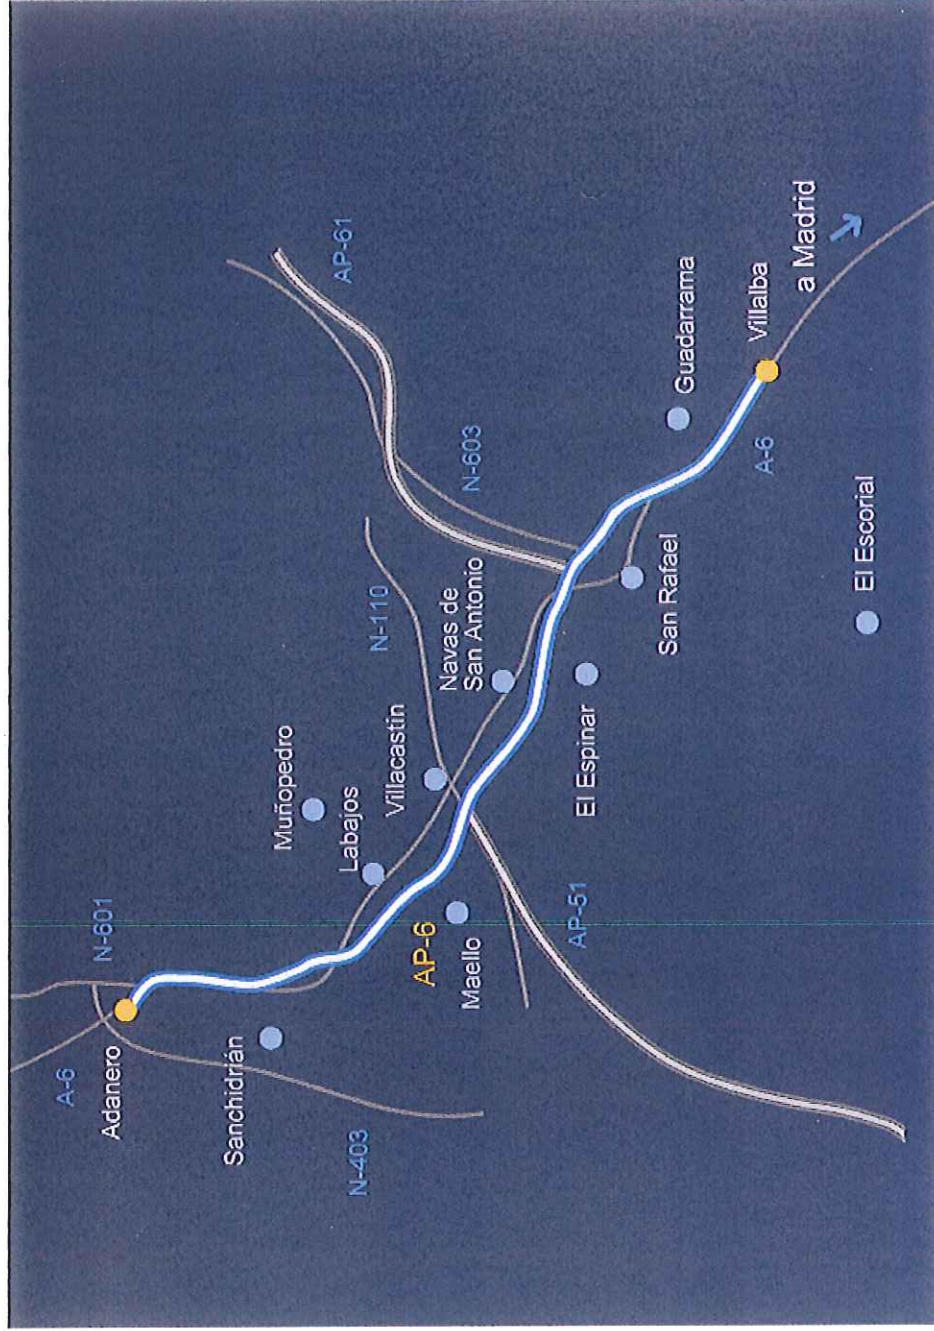 A-6
N-601
Adanero
Sanchidrián
Muñopedro
AP-61
Labajos
N-403
N-110
Villacastín
AP-6
Navas de
San Antonio
Maello
N-603
AP-51
El Espinar
San Rafael
Guadarrama
Villalba
A-6
a Madrid
El Escorial